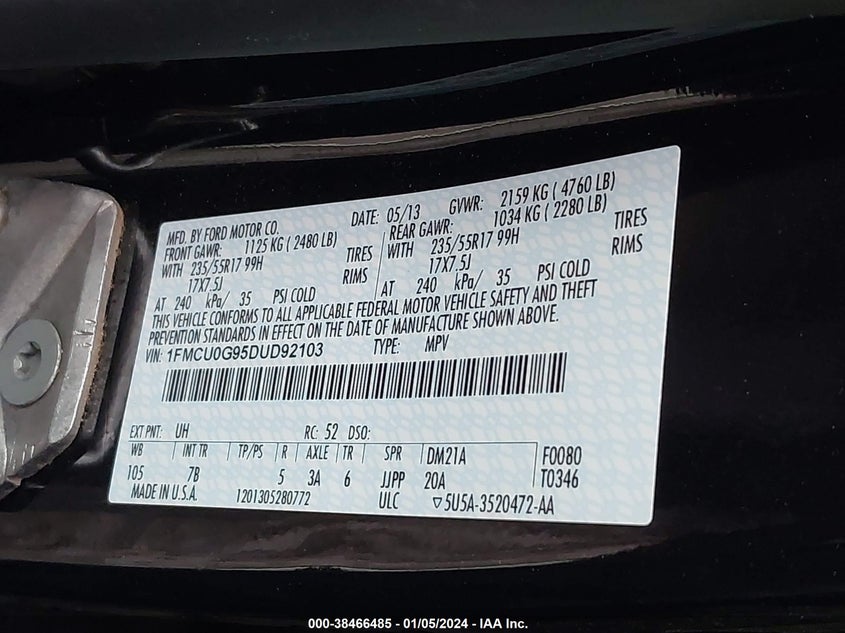 MFD. BY FORD MOTOR CO.
DATE: 05/13 GVWR: 2159 KG ( 4760 LB)
FRONT GAWR: 1125 KG ( 2480 LB)
WITH 235/55R17 99H TIRES
17X7.5J RIMS
AT 240 kPa/ 35 PSI COLD
REAR GAWR: 1034 KG ( 2280 LB)
WITH 235/55R17 99H TIRES
17X7.5J RIMS
AT 240 kPa/ 35 PSI COLD
THIS VEHICLE CONFORMS TO ALL APPLICABLE FEDERAL MOTOR VEHICLE SAFETY AND THEFT
PREVENTION STANDARDS IN EFFECT ON THE DATE OF MANUFACTURE SHOWN ABOVE.
VIN: 1FMCU0G95DUD92103 TYPE: MPV
EXT PNT: UH RC: 52 DSO:
WB INT TR TP/PS R AXLE TR SPR DM21A F0080
105 7B 5 3A 6 JJPP 20A T0346
MADE IN U.S.A. 1201305280772 ULC ▽5U5A-3520472-AA
000-38466485 - 01/05/2024 - IAA Inc.